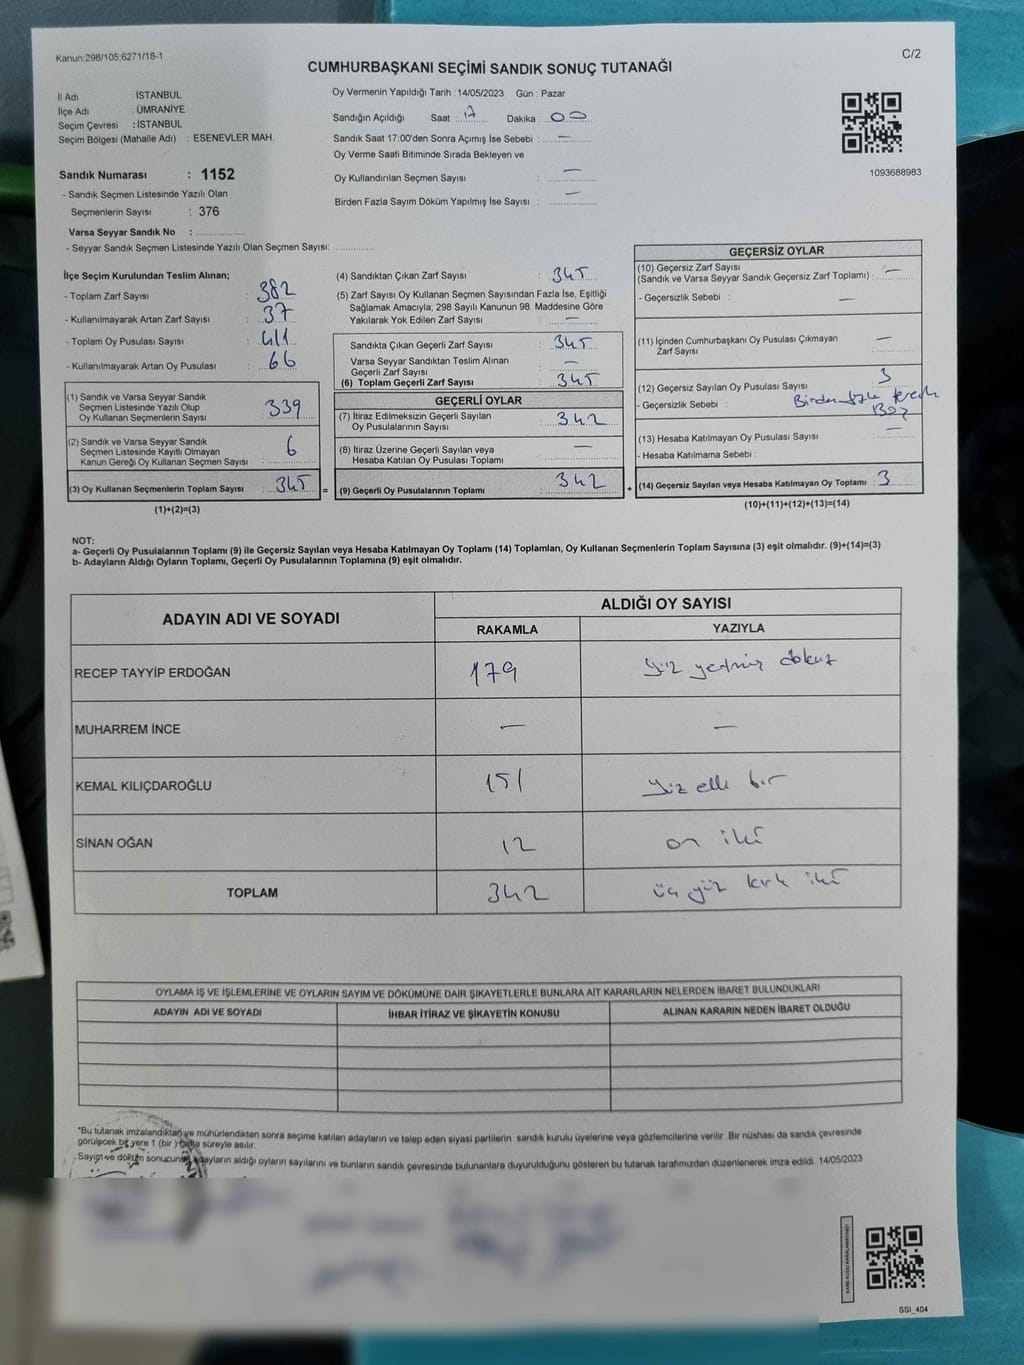 Kanun:298/105,6271/18-1
C/2
CUMHURBAŞKANI SEÇİMİ SANDIK SONUÇ TUTANAĞI
İl Adı : İSTANBUL
İlçe Adı : ÜMRANİYE
Seçim Çevresi : İSTANBUL
Seçim Bölgesi (Mahalle Adı) : ESENEVLER MAH.
Oy Vermenin Yapıldığı Tarih : 14/05/2023 Gün : Pazar
Sandığın Açıldığı Saat : 17 Dakika : 00
Sandık Saat 17:00'den Sonra Açımış İse Sebebi : —
Oy Verme Saati Bitiminde Sırada Bekleyen ve
Oy Kullandırılan Seçmen Sayısı : —
Birden Fazla Sayım Döküm Yapılmış İse Sayısı : —
1093688983
Sandık Numarası : 1152
- Sandık Seçmen Listesinde Yazılı Olan
Seçmenlerin Sayısı : 376
Varsa Seyyar Sandık No :
- Seyyar Sandık Seçmen Listesinde Yazılı Olan Seçmen Sayısı:
İlçe Seçim Kurulundan Teslim Alınan;
- Toplam Zarf Sayısı : 382
- Kullanılmayarak Artan Zarf Sayısı : 37
- Toplam Oy Pusulası Sayısı : 411
- Kullanılmayarak Artan Oy Pusulası : 66
(1) Sandık ve Varsa Seyyar Sandık
Seçmen Listesinde Yazılı Olup
Oy Kullanan Seçmenlerin Sayısı : 339
(2) Sandık ve Varsa Seyyar Sandık
Seçmen Listesinde Kayıtlı Olmayan
Kanun Gereği Oy Kullanan Seçmen Sayısı : 6
(3) Oy Kullanan Seçmenlerin Toplam Sayısı : 345 =
(1)+(2)=(3)
(4) Sandıktan Çıkan Zarf Sayısı : 345
(5) Zarf Sayısı Oy Kullanan Seçmen Sayısından Fazla İse, Eşitliği
Sağlamak Amacıyla; 298 Sayılı Kanunun 98. Maddesine Göre
Yakılarak Yok Edilen Zarf Sayısı : —
Sandıkta Çıkan Geçerli Zarf Sayısı : 345
Varsa Seyyar Sandıktan Teslim Alınan
Geçerli Zarf Sayısı : —
(6) Toplam Geçerli Zarf Sayısı : 345
GEÇERLİ OYLAR
(7) İtiraz Edilmeksizin Geçerli Sayılan
Oy Pusulalarının Sayısı : 342
(8) İtiraz Üzerine Geçerli Sayılan veya
Hesaba Katılan Oy Pusulası Toplamı : —
(9) Geçerli Oy Pusulalarının Toplamı : 342 +
GEÇERSİZ OYLAR
(10) Geçersiz Zarf Sayısı
(Sandık ve Varsa Seyyar Sandık Geçersiz Zarf Toplamı) : —
- Geçersizlik Sebebi : —
(11) İçinden Cumhurbaşkanı Oy Pusulası Çıkmayan
Zarf Sayısı : —
(12) Geçersiz Sayılan Oy Pusulası Sayısı : 3
- Geçersizlik Sebebi : Birden fazla tercih
(13) Hesaba Katılmayan Oy Pusulası Sayısı : —
- Hesaba Katılmama Sebebi :
(14) Geçersiz Sayılan veya Hesaba Katılmayan Oy Toplamı : 3
(10)+(11)+(12)+(13)=(14)
NOT:
a- Geçerli Oy Pusulalarının Toplamı (9) ile Geçersiz Sayılan veya Hesaba Katılmayan Oy Toplamı (14) Toplamları, Oy Kullanan Seçmenlerin Toplam Sayısına (3) eşit olmalıdır. (9)+(14)=(3)
b- Adayların Aldığı Oyların Toplamı, Geçerli Oy Pusulalarının Toplamına (9) eşit olmalıdır.
ADAYIN ADI VE SOYADI
ALDIĞI OY SAYISI
RAKAMLA YAZIYLA
RECEP TAYYİP ERDOĞAN 179 yüz yetmiş dokuz
MUHARREM İNCE — —
KEMAL KILIÇDAROĞLU 151 yüz elli bir
SİNAN OĞAN 12 on iki
TOPLAM 342 üç yüz kırk iki
OYLAMA İŞ VE İŞLEMLERİNE VE OYLARIN SAYIM VE DÖKÜMÜNE DAİR ŞİKAYETLERLE BUNLARA AİT KARARLARIN NELERDEN İBARET BULUNDUKLARI
ADAYIN ADI VE SOYADI İHBAR İTİRAZ VE ŞİKAYETİN KONUSU ALINAN KARARIN NEDEN İBARET OLDUĞU
*Bu tutanak imzalandıktan ve mühürlendikten sonra seçime katılan adayların ve talep eden siyasi partilerin sandık kurulu üyelerine veya gözlemcilerine verilir. Bir nüshası da sandık çevresinde
görülecek bir yere 1 (bir) hafta süreyle asılır.
Sayım ve döküm sonucunu, adayların aldığı oyların sayılarını ve bunların sandık çevresinde bulunanlara duyurulduğunu gösteren bu tutanak tarafımızdan düzenlenerek imza edildi. 14/05/2023
SSİ_404